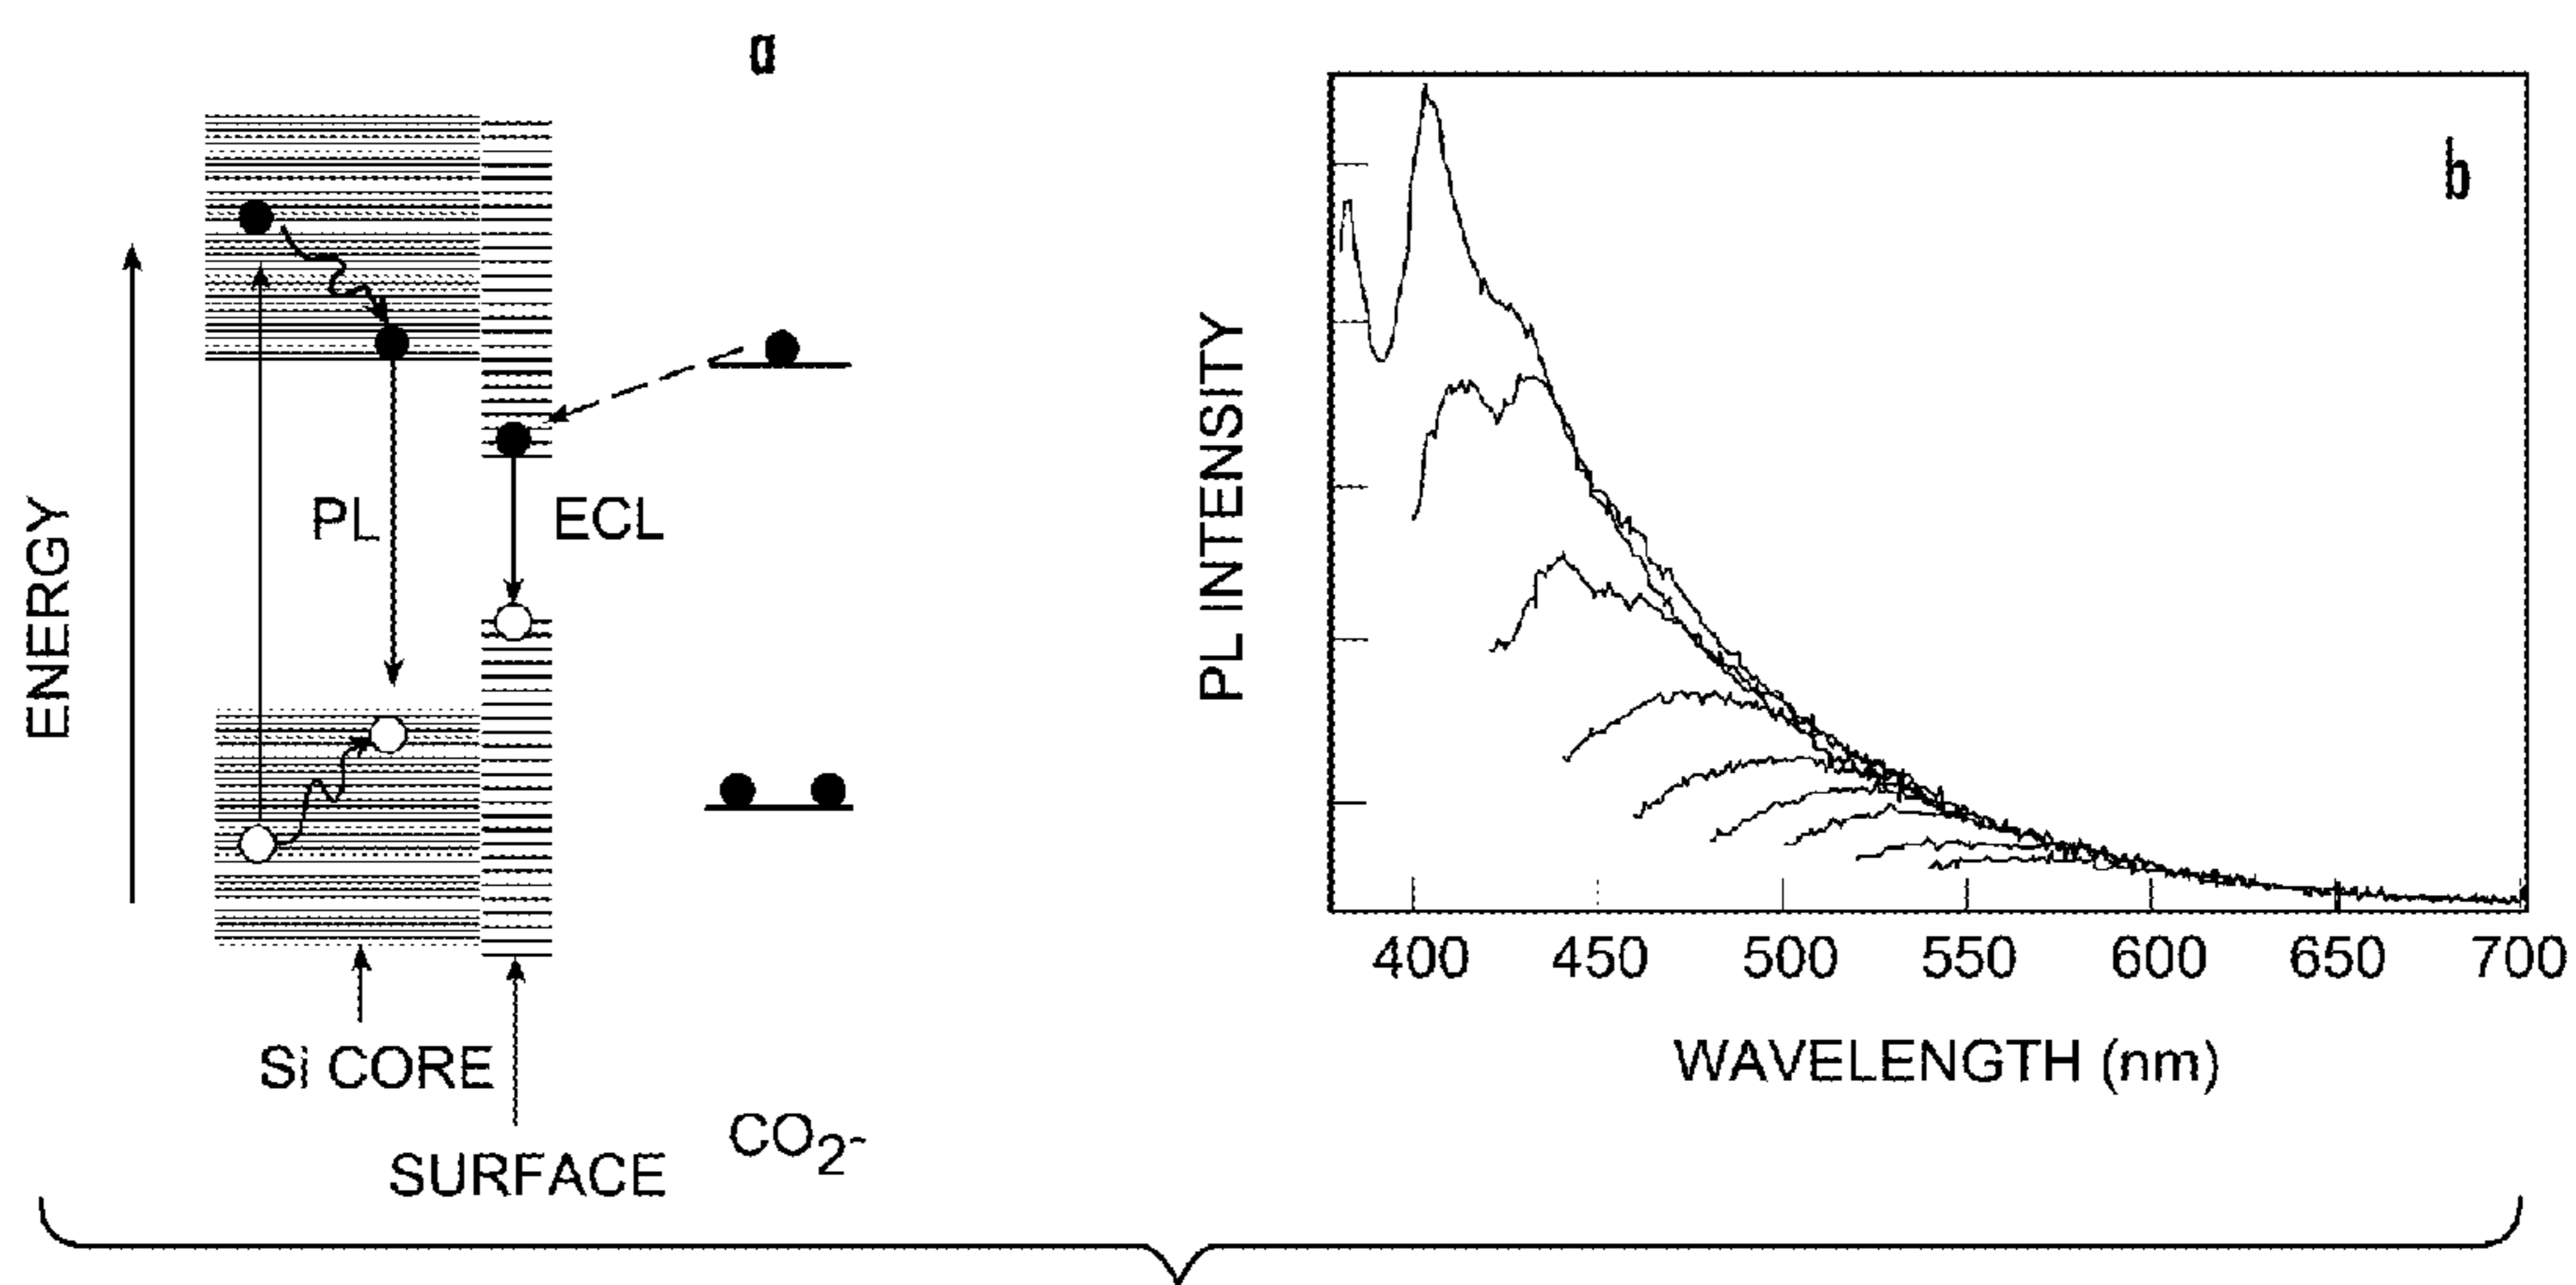 a
ENERGY
PL
ECL
Si CORE
SURFACE
CO2-
b
PL INTENSITY
400 450 500 550 600 650 700
WAVELENGTH (nm)